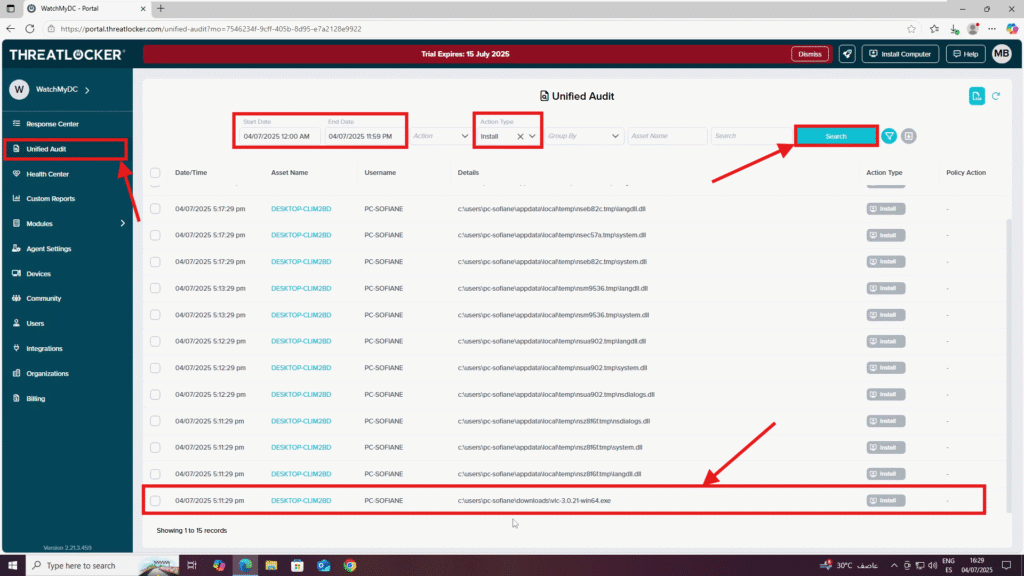 WatchMyDC - Portal
https://portal.threatlocker.com/unified-audit?mo=7546234f-9cff-405b-8d95-e7a2128e9922
THREATLOCKER
Trial Expires: 15 July 2025
Dismiss
Install Computer
Help
MB
W
WatchMyDC
Response Center
Unified Audit
Health Center
Custom Reports
Modules
Agent Settings
Devices
Community
Users
Integrations
Organizations
Billing
Version 2.21.3.459
Unified Audit
Start Date
End Date
Action Type
04/07/2025 12:00 AM
04/07/2025 11:59 PM
Action
Install
Group By
Asset Name
Search
Search
Date/Time Asset Name Username Details Action Type Policy Action
04/07/2025 5:17:29 pm DESKTOP-CLIM2BD PC-SOFIANE c:\users\pc-sofiane\appdata\local\temp\nseb82c.tmp\langdll.dll Install -
04/07/2025 5:17:29 pm DESKTOP-CLIM2BD PC-SOFIANE c:\users\pc-sofiane\appdata\local\temp\nsec57a.tmp\system.dll Install -
04/07/2025 5:17:29 pm DESKTOP-CLIM2BD PC-SOFIANE c:\users\pc-sofiane\appdata\local\temp\nseb82c.tmp\system.dll Install -
04/07/2025 5:13:29 pm DESKTOP-CLIM2BD PC-SOFIANE c:\users\pc-sofiane\appdata\local\temp\nsm9536.tmp\langdll.dll Install -
04/07/2025 5:13:29 pm DESKTOP-CLIM2BD PC-SOFIANE c:\users\pc-sofiane\appdata\local\temp\nsm9536.tmp\system.dll Install -
04/07/2025 5:12:29 pm DESKTOP-CLIM2BD PC-SOFIANE c:\users\pc-sofiane\appdata\local\temp\nsua902.tmp\langdll.dll Install -
04/07/2025 5:12:29 pm DESKTOP-CLIM2BD PC-SOFIANE c:\users\pc-sofiane\appdata\local\temp\nsua902.tmp\system.dll Install -
04/07/2025 5:12:29 pm DESKTOP-CLIM2BD PC-SOFIANE c:\users\pc-sofiane\appdata\local\temp\nsua902.tmp\nsdialogs.dll Install -
04/07/2025 5:11:29 pm DESKTOP-CLIM2BD PC-SOFIANE c:\users\pc-sofiane\appdata\local\temp\nsz8f6f.tmp\nsdialogs.dll Install -
04/07/2025 5:11:29 pm DESKTOP-CLIM2BD PC-SOFIANE c:\users\pc-sofiane\appdata\local\temp\nsz8f6f.tmp\system.dll Install -
04/07/2025 5:11:29 pm DESKTOP-CLIM2BD PC-SOFIANE c:\users\pc-sofiane\appdata\local\temp\nsz8f6f.tmp\langdll.dll Install -
04/07/2025 5:11:29 pm DESKTOP-CLIM2BD PC-SOFIANE c:\users\pc-sofiane\downloads\vlc-3.0.21-win64.exe Install -
Showing 1 to 15 records
Type here to search
30°C عاصف
ENG
ES
16:29
04/07/2025